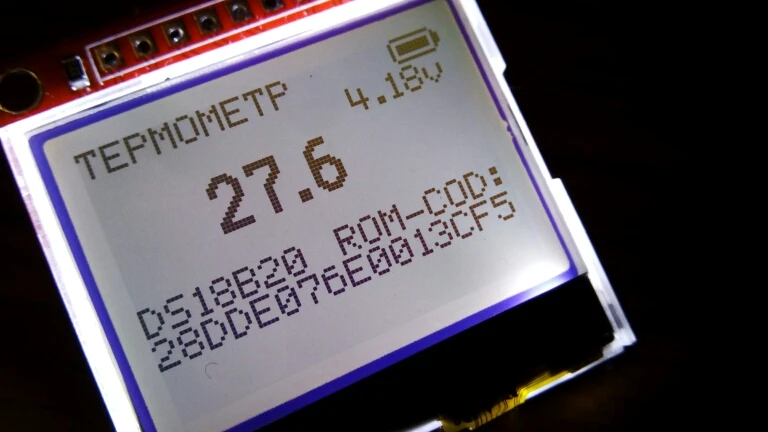 ТЕРМОМЕТР
4.18v
27.6
DS18B20 ROM-COD:
28DDE076E0013CF5